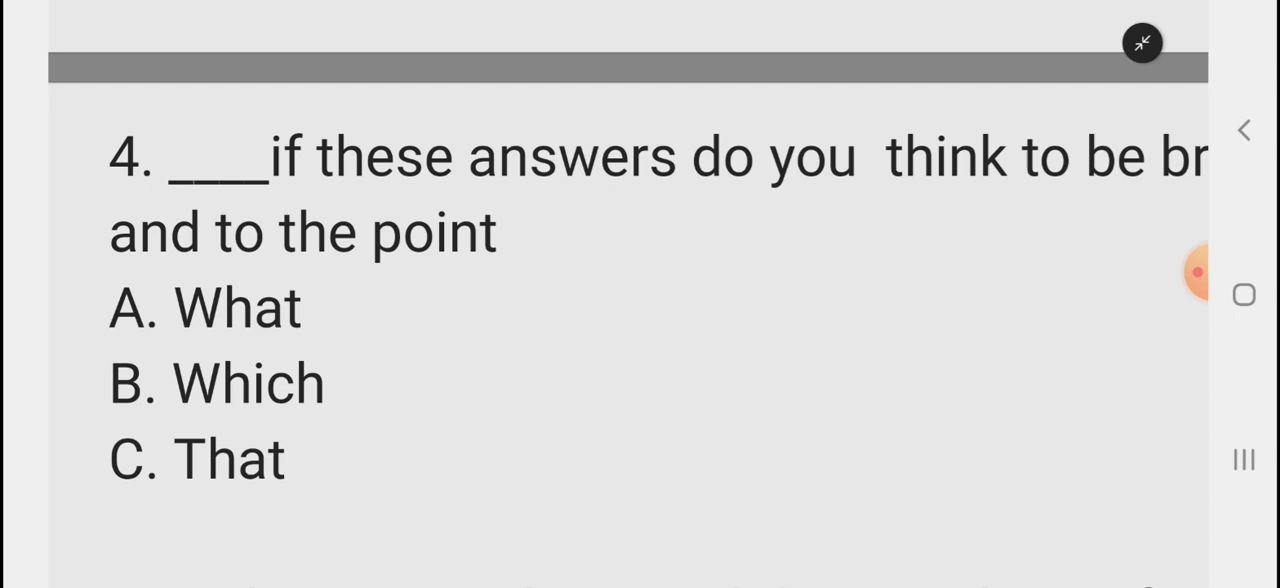 4. ____if these answers do you think to be br
and to the point
A. What
B. Which
C. That